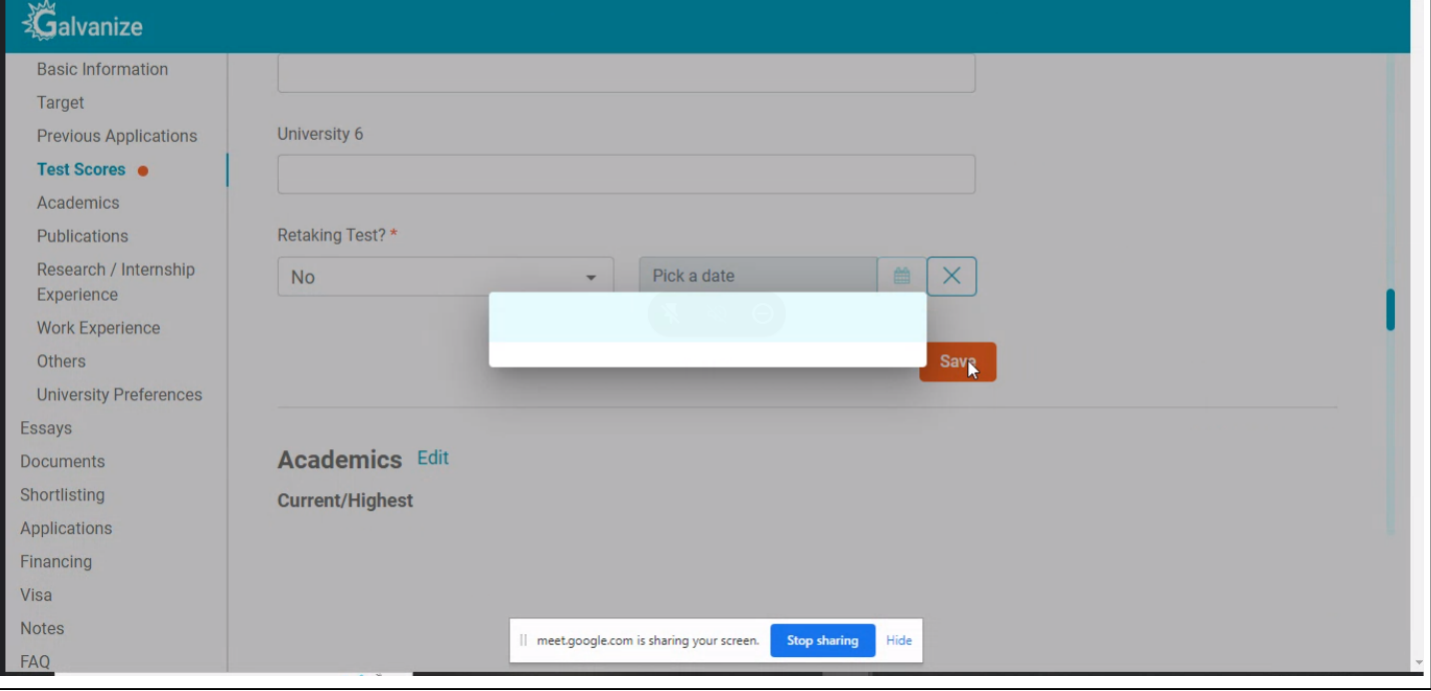 Galvanize
Basic Information
Target
Previous Applications
Test Scores
Academics
Publications
Research / Internship
Experience
Work Experience
Others
University Preferences
Essays
Documents
Shortlisting
Applications
Financing
Visa
Notes
FAQ
University 6
Retaking Test? *
No
Pick a date
Save
Academics Edit
Current/Highest
meet.google.com is sharing your screen. Stop sharing Hide